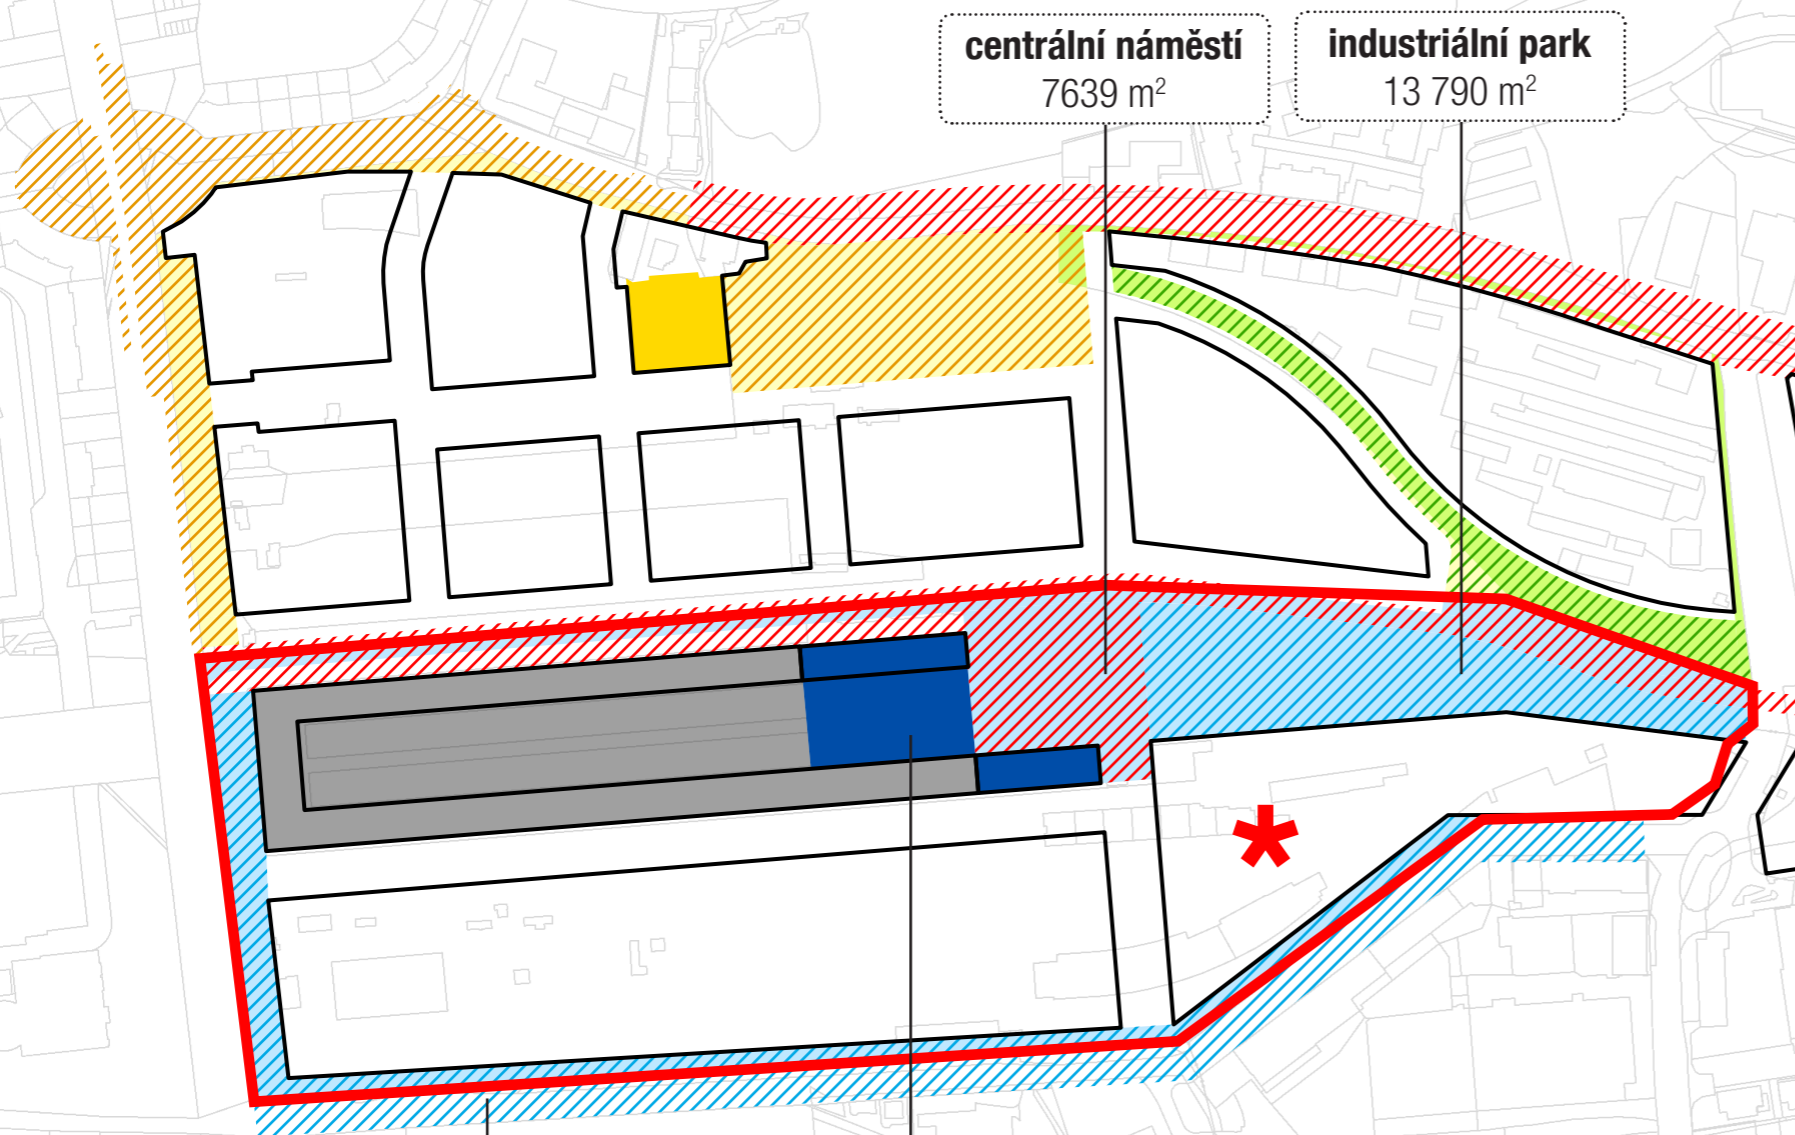 centrální náměstí
7639 m²
industriální park
13 790 m²
*